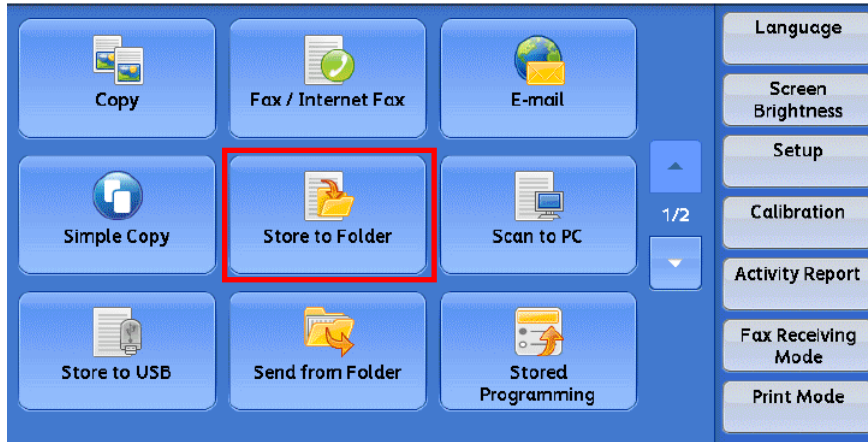 Copy
Fax / Internet Fax
E-mail
Simple Copy
Store to Folder
Scan to PC
Store to USB
Send from Folder
Stored
Programming
1/2
Language
Screen
Brightness
Setup
Calibration
Activity Report
Fax Receiving
Mode
Print Mode